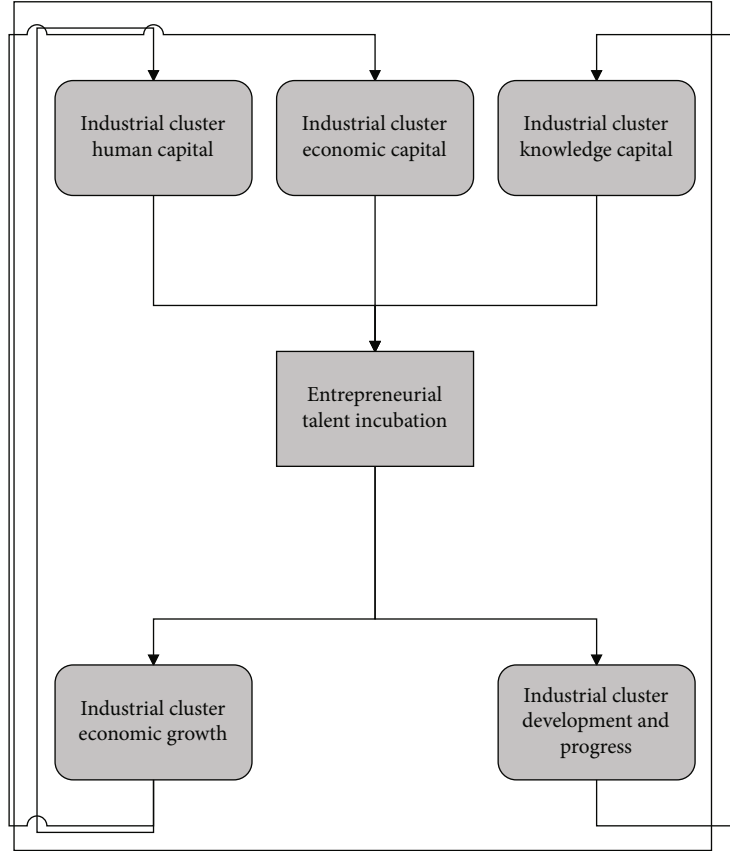 Industrial cluster
human capital
Industrial cluster
economic capital
Industrial cluster
knowledge capital
Entrepreneurial
talent incubation
Industrial cluster
economic growth
Industrial cluster
development and
progress